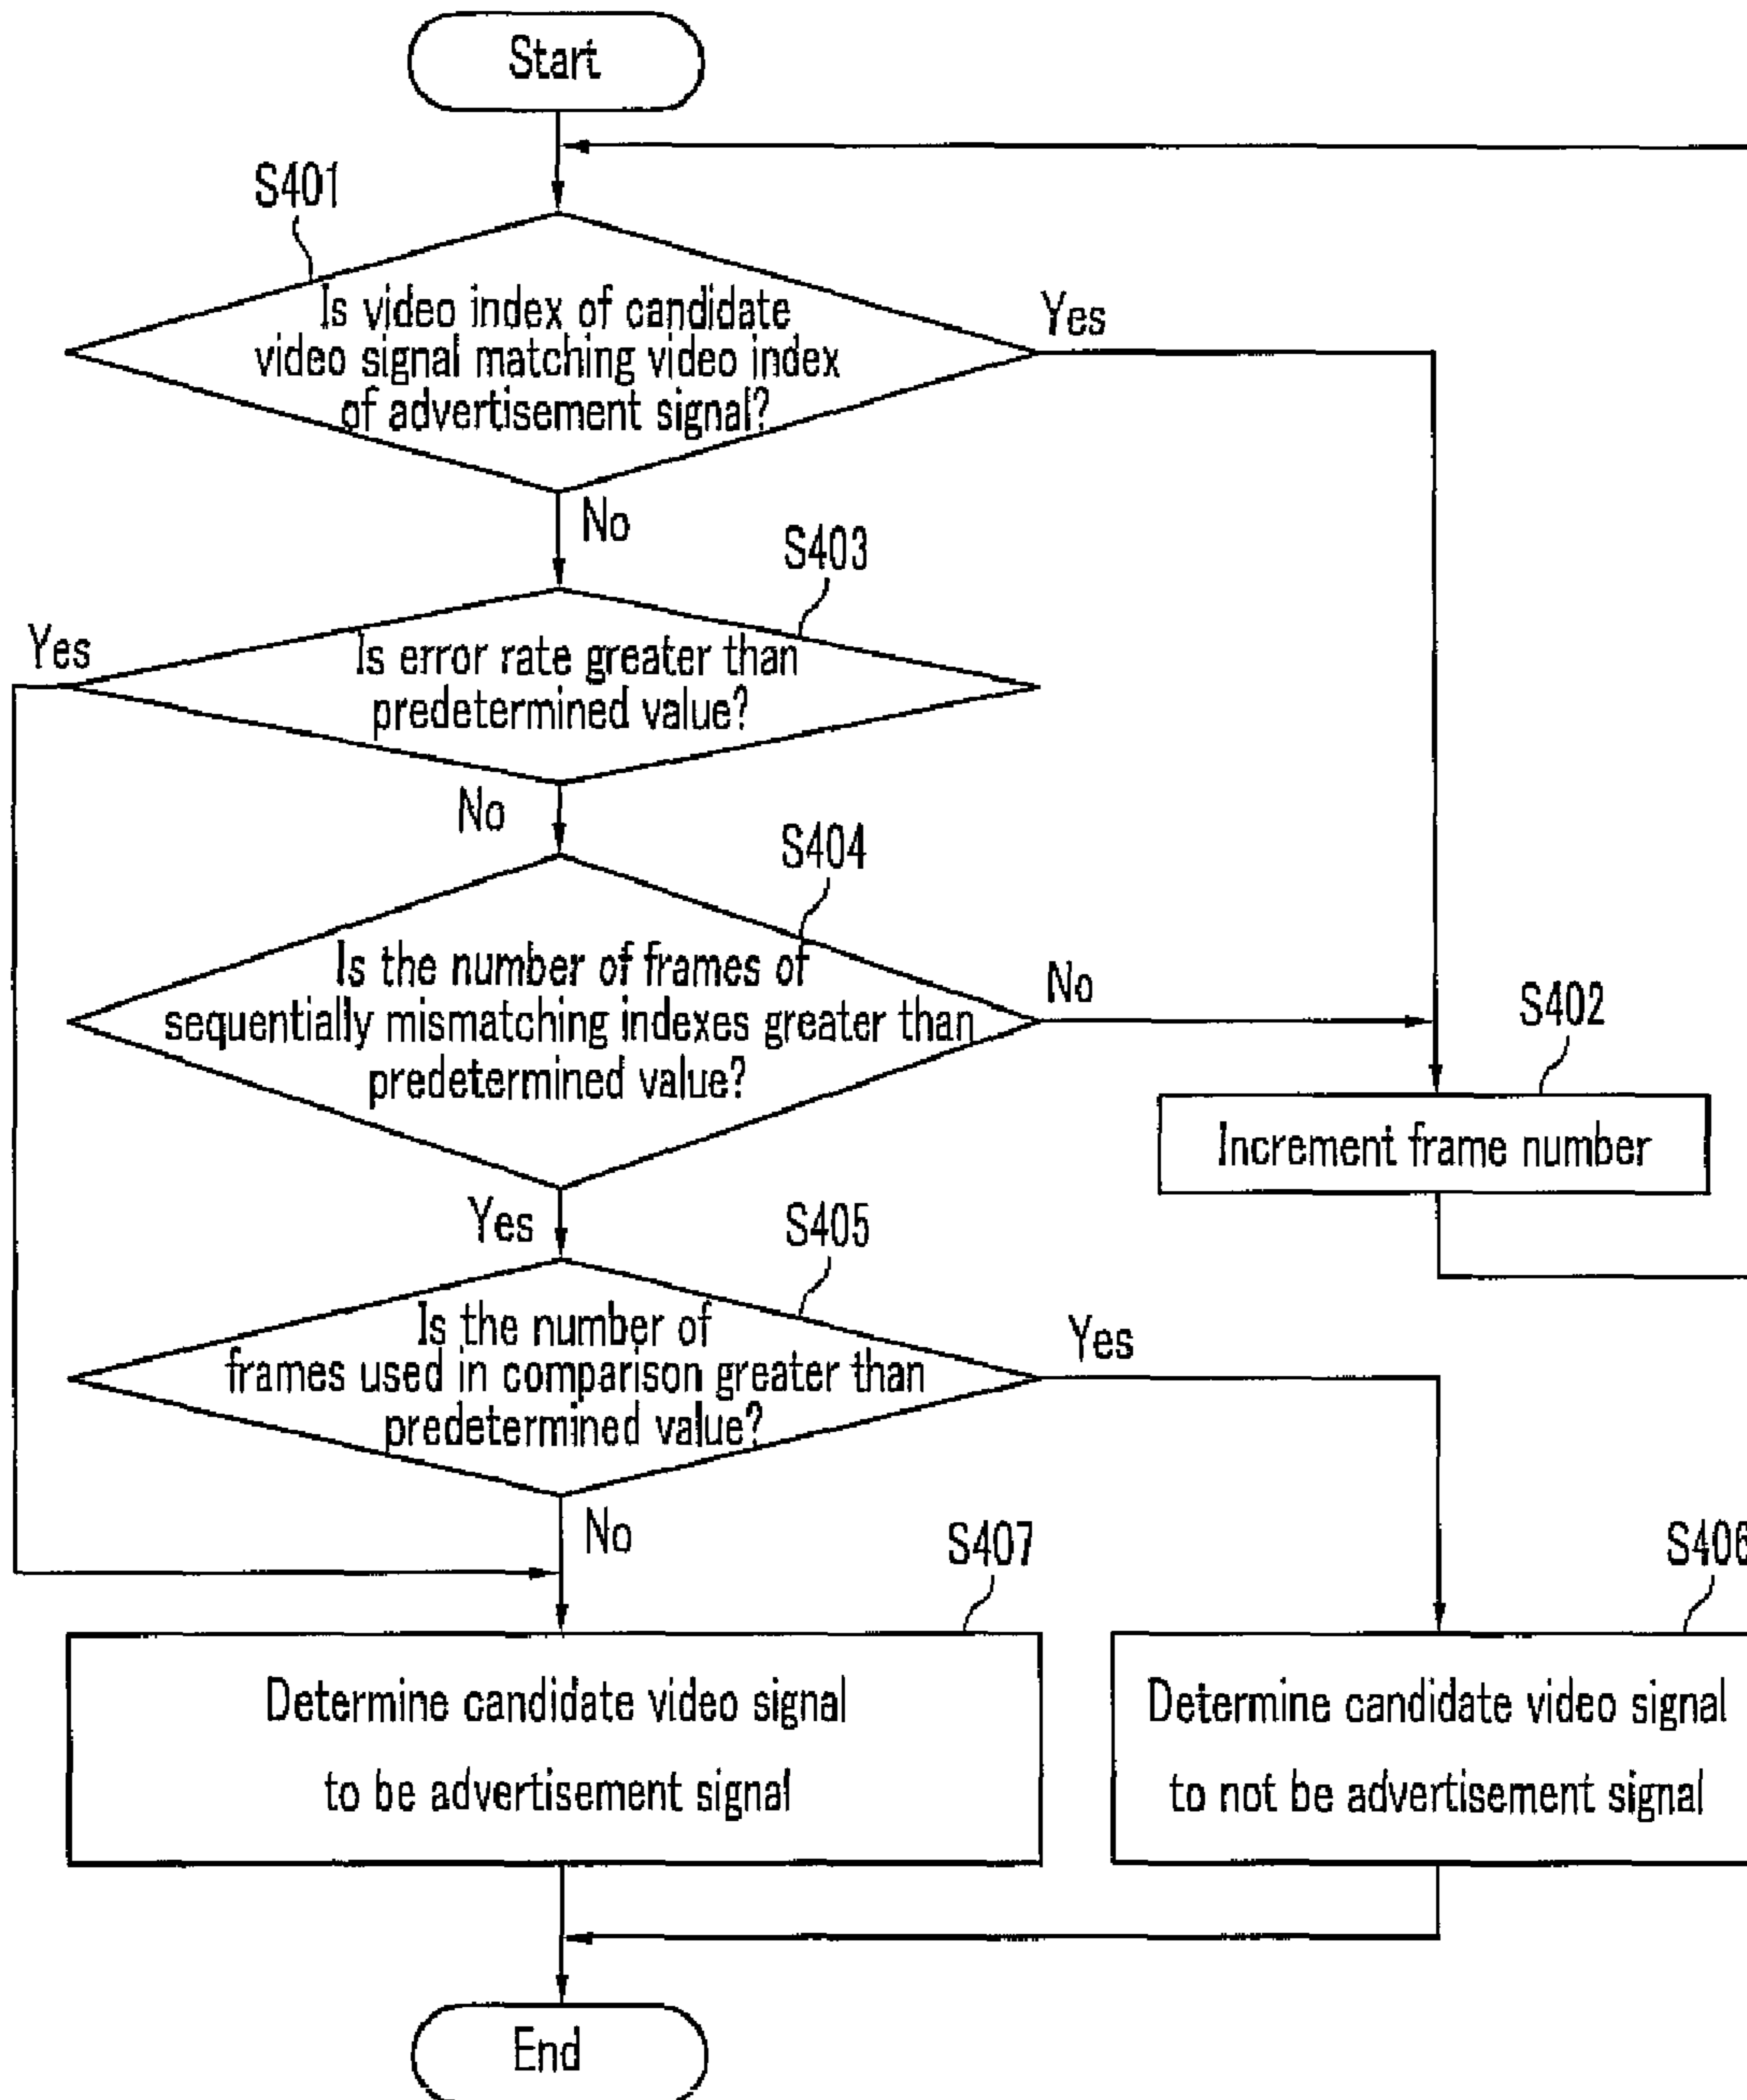 Start
S401
Is video index of candidate
video signal matching video index
of advertisement signal?
Yes
No
S403
Yes
Is error rate greater than
predetermined value?
No
S404
Is the number of frames of
sequentially mismatching indexes greater than
predetermined value?
No
S402
Increment frame number
Yes
S405
Is the number of
frames used in comparison greater than
predetermined value?
Yes
No
S407
S406
Determine candidate video signal
to be advertisement signal
Determine candidate video signal
to not be advertisement signal
End